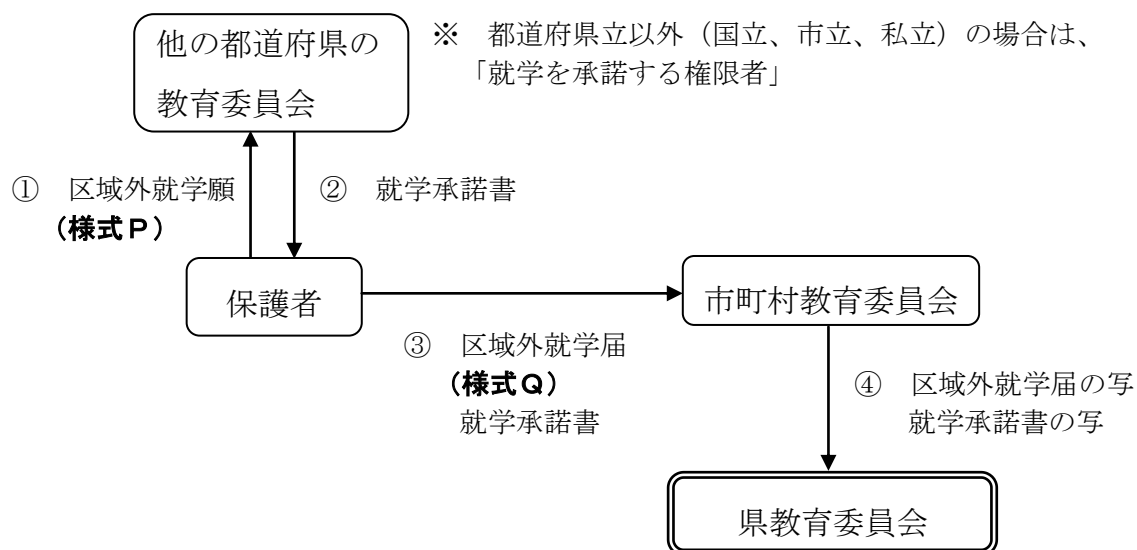 他の都道府県の
教育委員会
※　都道府県立以外（国立、市立、私立）の場合は、
「就学を承諾する権限者」
①　区域外就学願
（様式Ｐ）
②　就学承諾書
保護者
市町村教育委員会
③　区域外就学届
（様式Ｑ）
就学承諾書
④　区域外就学届の写
就学承諾書の写
県教育委員会